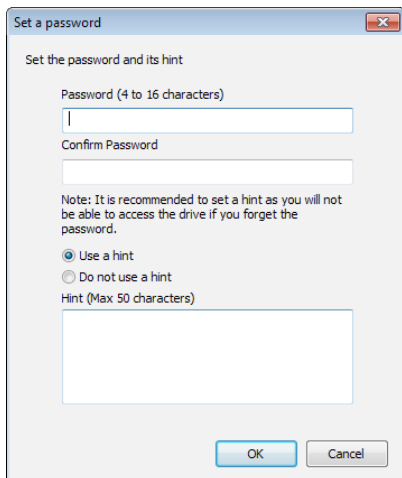 Set a password
Set the password and its hint
Password (4 to 16 characters)
Confirm Password
Note: It is recommended to set a hint as you will not
be able to access the drive if you forget the
password.
Use a hint
Do not use a hint
Hint (Max 50 characters)
OK
Cancel